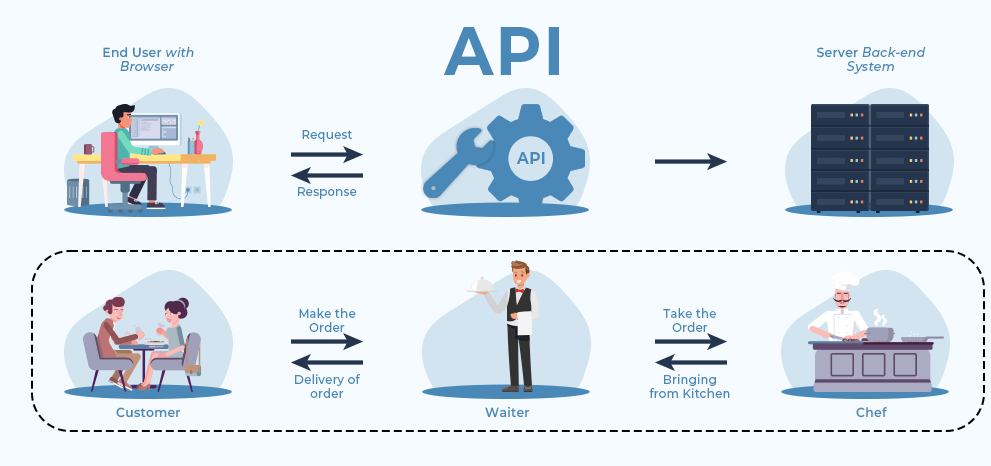 API
End User with
Browser
Server Back-end
System
Request
API
Response
Make the
Order
Take the
Order
Delivery of
order
Bringing
from Kitchen
Customer
Waiter
Chef